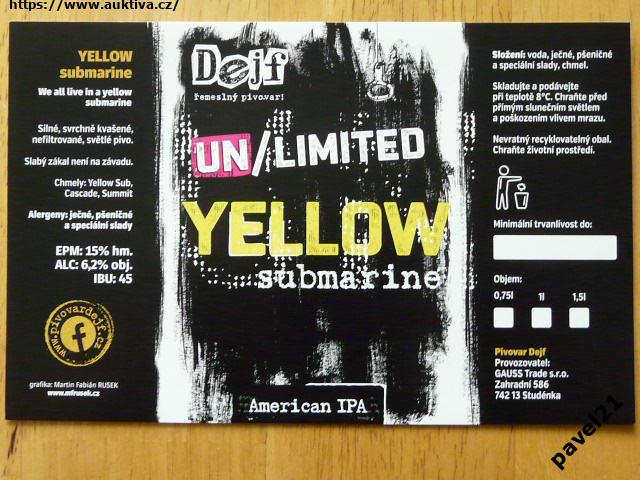 https://www.auktiva.cz/
YELLOW
submarine
We all live in a yellow
submarine
Silné, svrchně kvašené,
nefiltrované, světlé pivo.
Slabý zákal není na závadu.
Chmely: Yellow Sub,
Cascade, Summit
Alergeny: ječné, pšeničné
a speciální slady
EPM: 15% hm.
ALC: 6,2% obj.
IBU: 45
www.pivovardejf.cz
f
grafika: Martin Fabián RUSEK
www.mfrusek.cz
Dejf
řemeslný pivovar!
UN/LIMITED
YELLOW
submarine
American IPA
Složení: voda, ječné, pšeničné
a speciální slady, chmel.
Skladujte a podávejte
při teplotě 8°C. Chraňte před
přímým slunečním světlem
a poškozením vlivem mrazu.
Nevratný recyklovatelný obal.
Chraňte životní prostředí.
Minimální trvanlivost do:
Objem:
0,75l 1l 1,5l
Pivovar Dejf
Provozovatel:
GAUSS Trade s.r.o.
Zahradní 586
742 13 Studénka
pavel21